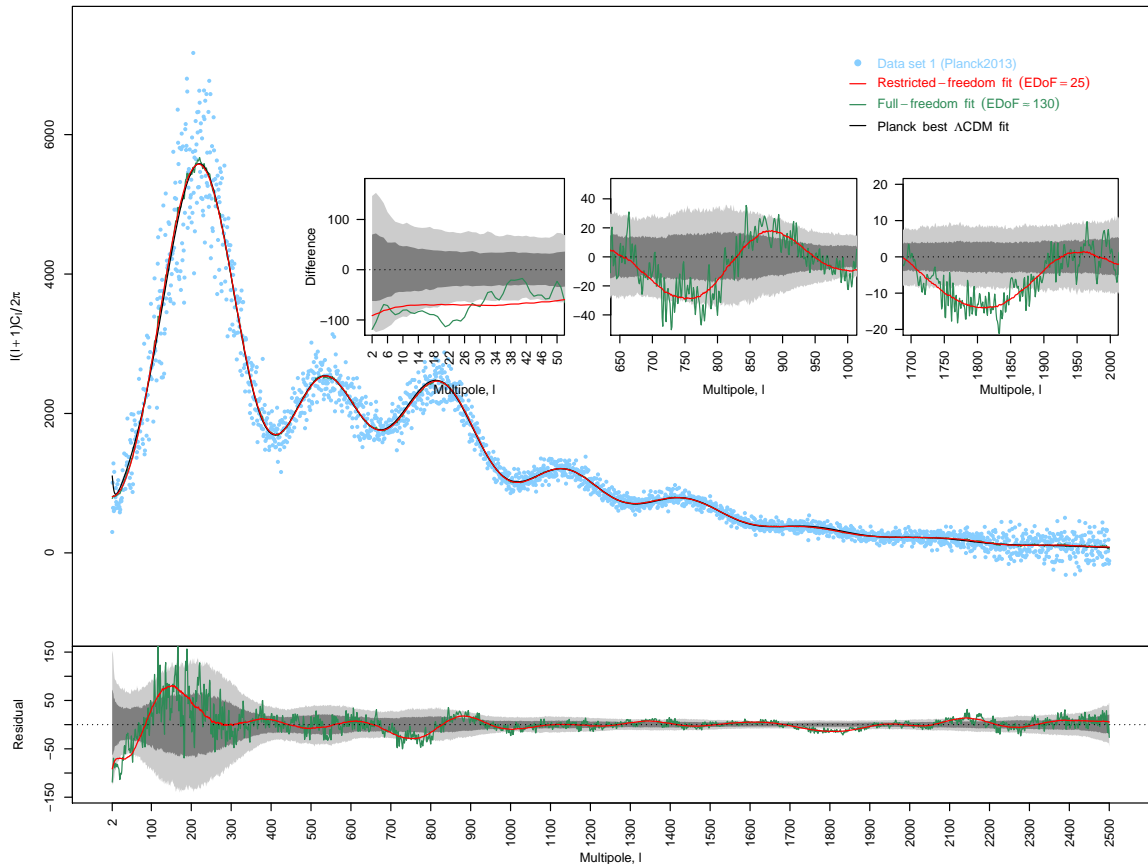 Data set 1 (Planck2013)
Restricted−freedom fit (EDoF = 25)
Full−freedom fit (EDoF = 130)
Planck best ΛCDM fit
l(l + 1)Cl/2π
6000
4000
2000
0
Difference
100
0
−100
2 6 10 14 18 22 26 30 34 38 42 46 50
Multipole, l
40
20
0
−20
−40
650 700 750 800 850 900 950 1000
Multipole, l
20
10
0
−10
−20
1700 1750 1800 1850 1900 1950 2000
Multipole, l
Residual
150
50
0
−50
−150
2 100 200 300 400 500 600 700 800 900 1000 1100 1200 1300 1400 1500 1600 1700 1800 1900 2000 2100 2200 2300 2400 2500
Multipole, l